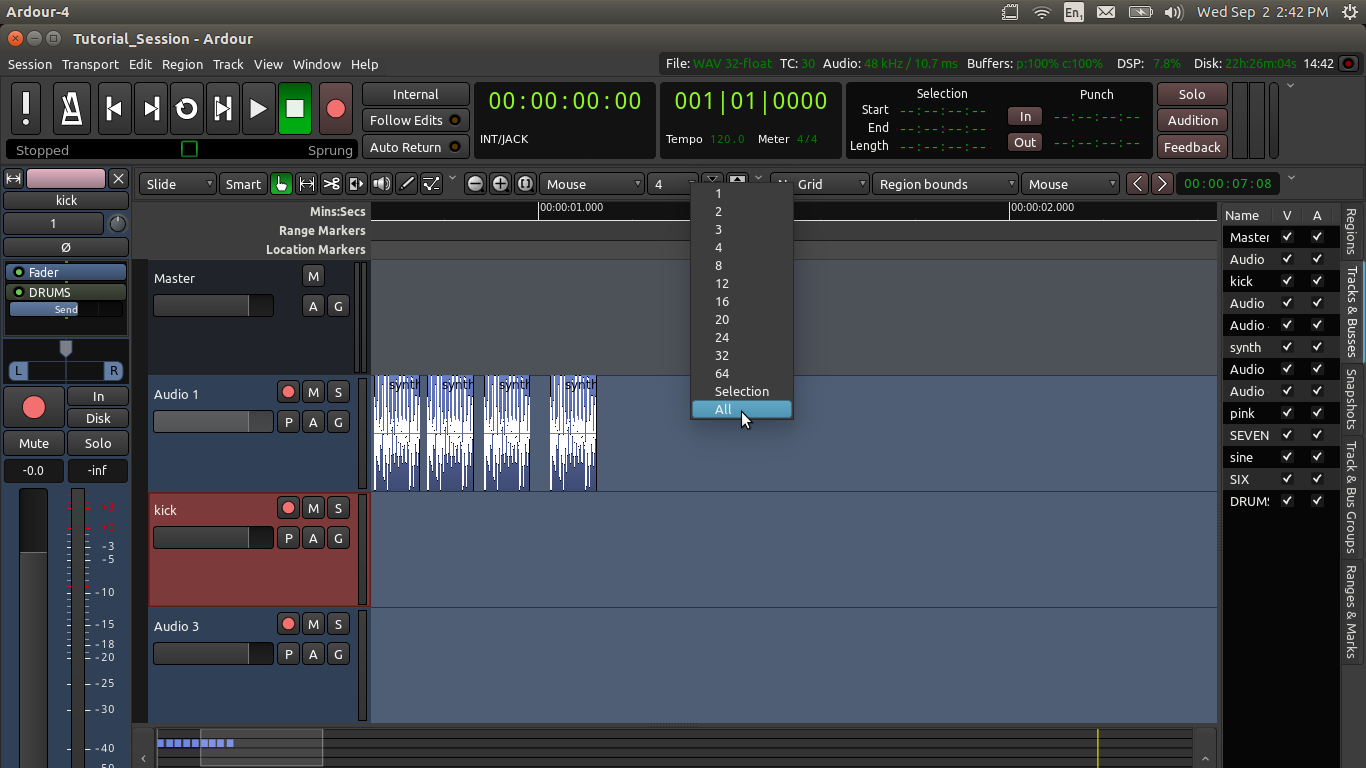 Ardour-4
En1
Wed Sep 2 2:42 PM
Tutorial_Session - Ardour
Session Transport Edit Region Track View Window Help
File: WAV 32-float TC: 30 Audio: 48 kHz / 10.7 ms Buffers: p:100% c:100% DSP: 7.8% Disk: 22h:26m:04s 14:42
Internal
Follow Edits
Auto Return
Stopped
Sprung
00:00:00:00
INT/JACK
001|01|0000
Tempo 120.0 Meter 4/4
Selection
Start --:--:--:--
End --:--:--:--
Length --:--:--:--
Punch
In --:--:--:--
Out --:--:--:--
Solo
Audition
Feedback
kick
1
Ø
Fader
DRUMS
Send
L R
In
Disk
Mute Solo
-0.0 -inf
-3
-5
-10
-15
-18
-20
-25
-30
-40
-50
Slide Smart Mouse 4 No Grid Region bounds Mouse 00:00:07:08
Mins:Secs
00:00:01.000 00:00:02.000
Range Markers
Location Markers
Master
M
A G
Audio 1
M S
P A G
synth synth synth synth
kick
M S
P A G
Audio 3
M S
P A G
1
2
3
4
8
12
16
20
24
32
64
Selection
All
Name V A
Master
Audio
kick
Audio
Audio
synth
Audio
Audio
pink
SEVEN
sine
SIX
DRUMS
Regions
Tracks & Busses
Snapshots
Track & Bus Groups
Ranges & Marks